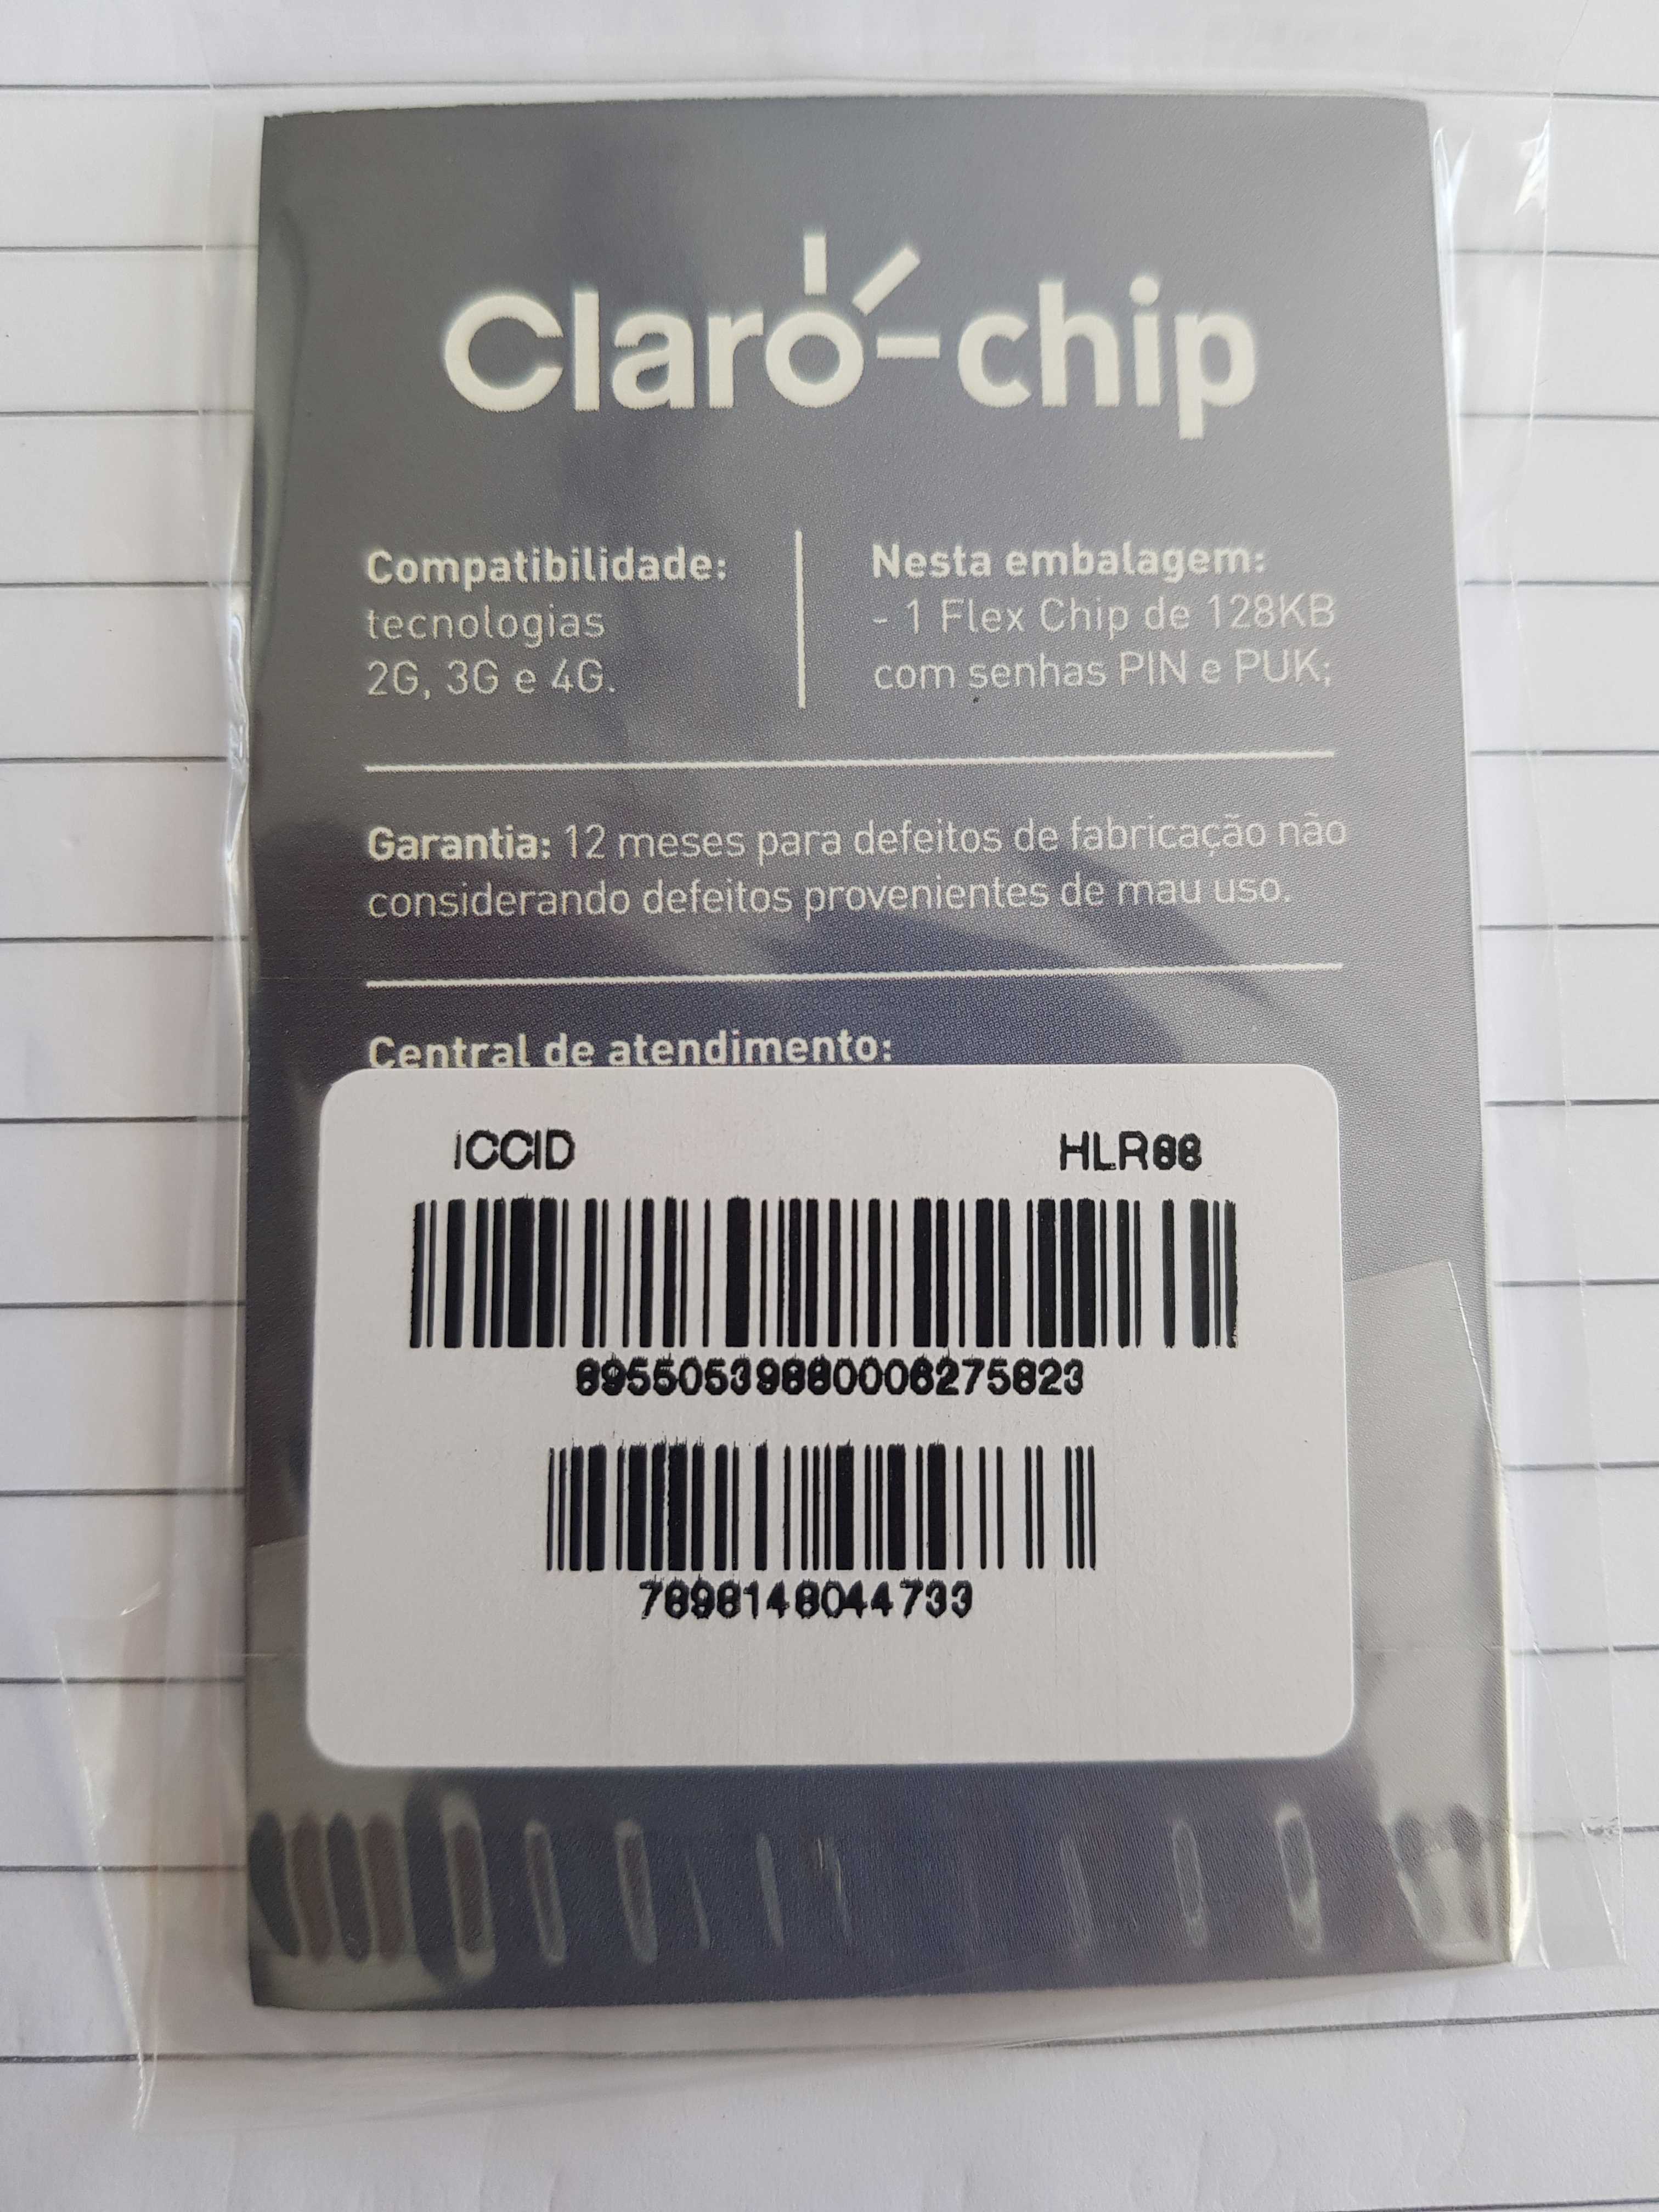 Claro-chip
Compatibilidade:
tecnologias
2G, 3G e 4G.
Nesta embalagem:
- 1 Flex Chip de 128KB
com senhas PIN e PUK;
Garantia: 12 meses para defeitos de fabricação não
considerando defeitos provenientes de mau uso.
Central de atendimento:
ICCID
HLR88
89550539880006275823
7898148044733